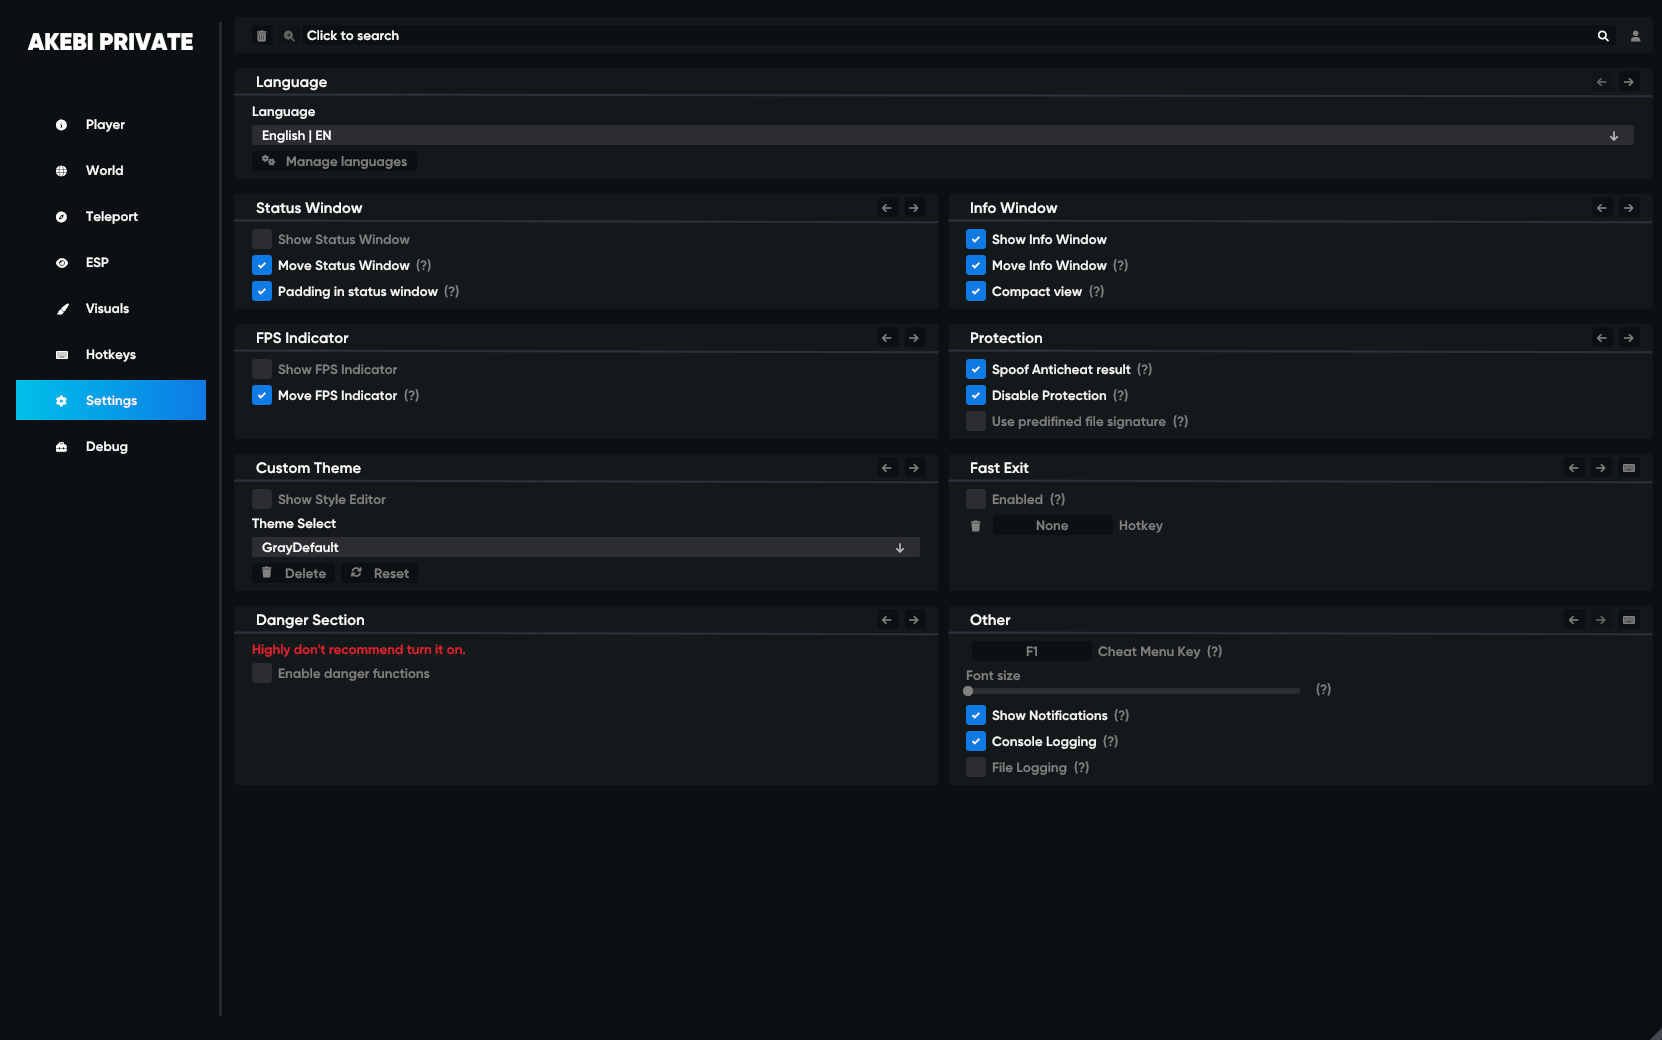 AKEBI PRIVATE
Player
World
Teleport
ESP
Visuals
Hotkeys
Settings
Debug
Click to search
Language
Language
English | EN
Manage languages
Status Window
Show Status Window
Move Status Window (?)
Padding in status window (?)
Info Window
Show Info Window
Move Info Window (?)
Compact view (?)
FPS Indicator
Show FPS Indicator
Move FPS Indicator (?)
Protection
Spoof Anticheat result (?)
Disable Protection (?)
Use predifined file signature (?)
Custom Theme
Show Style Editor
Theme Select
GrayDefault
Delete Reset
Fast Exit
Enabled (?)
None Hotkey
Danger Section
Highly don't recommend turn it on.
Enable danger functions
Other
F1 Cheat Menu Key (?)
Font size
(?)
Show Notifications (?)
Console Logging (?)
File Logging (?)